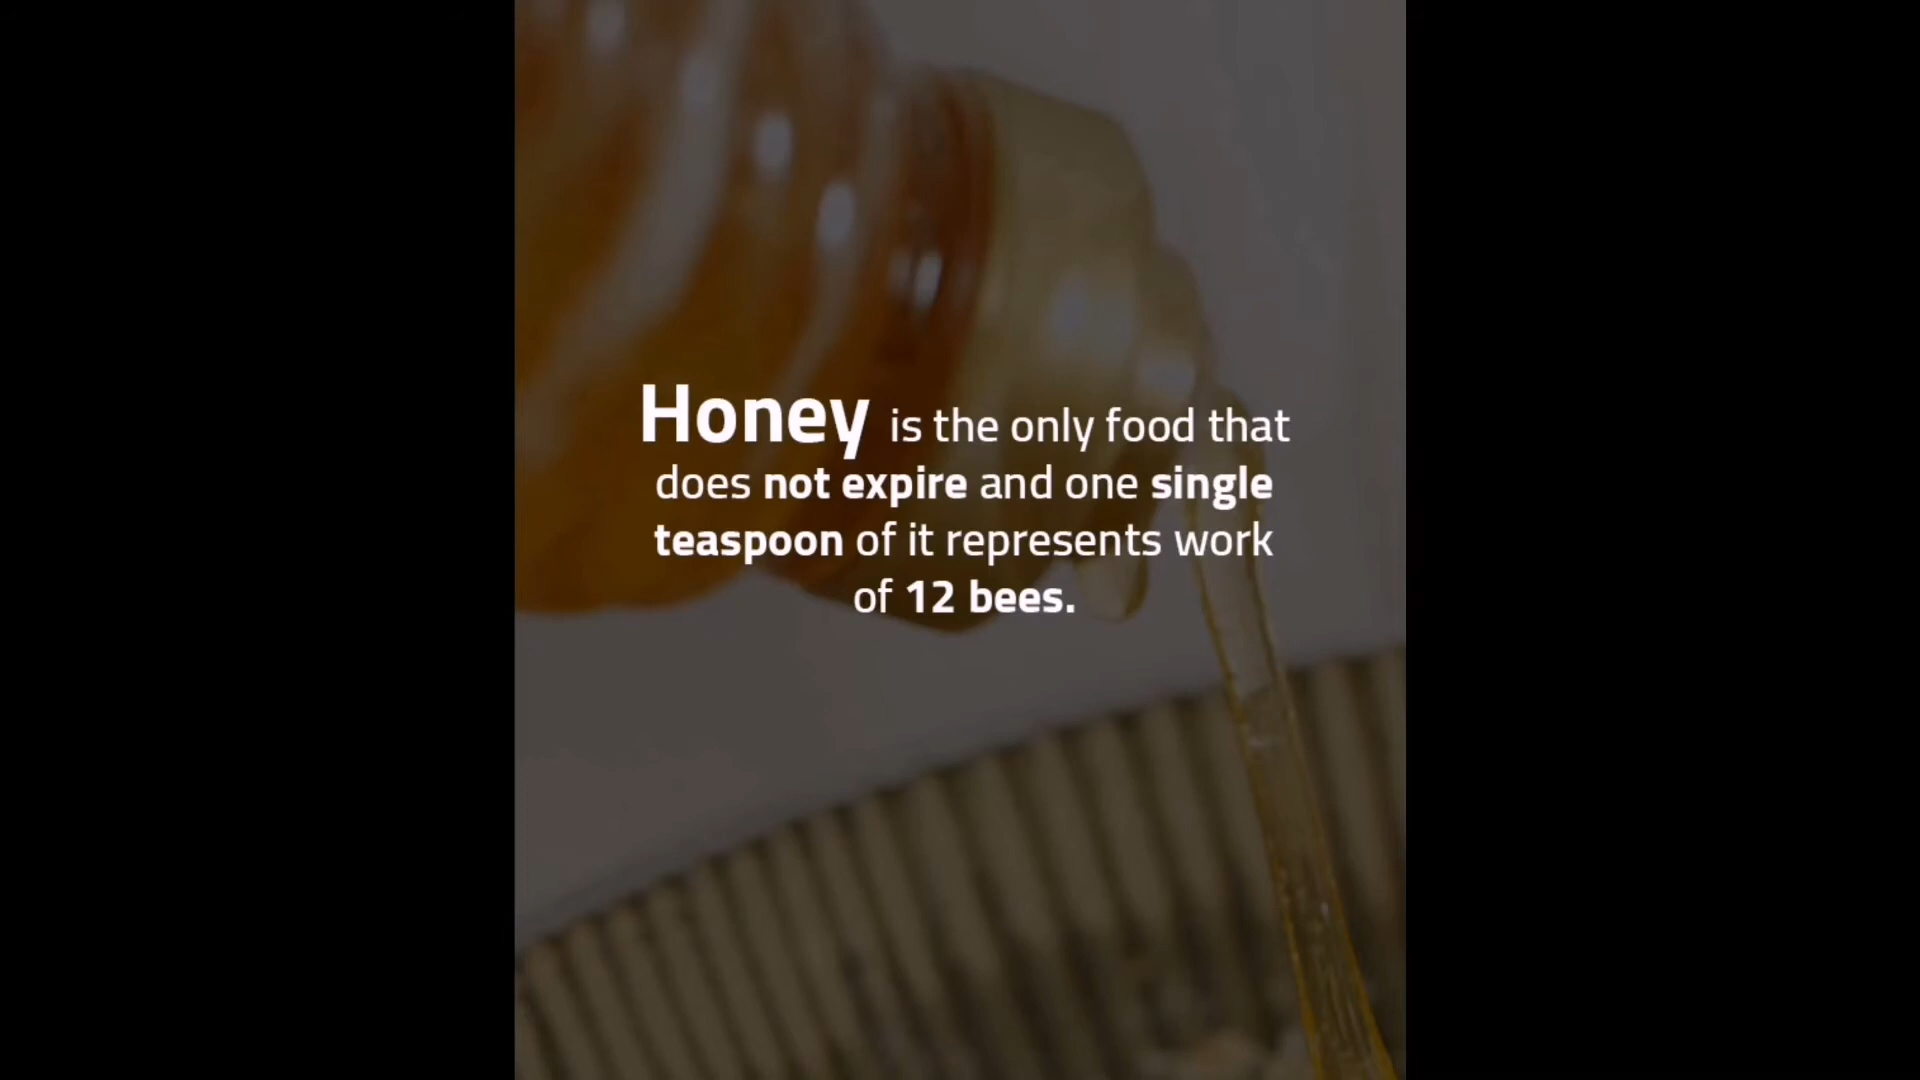 Honey is the only food that
does not expire and one single
teaspoon of it represents work
of 12 bees.